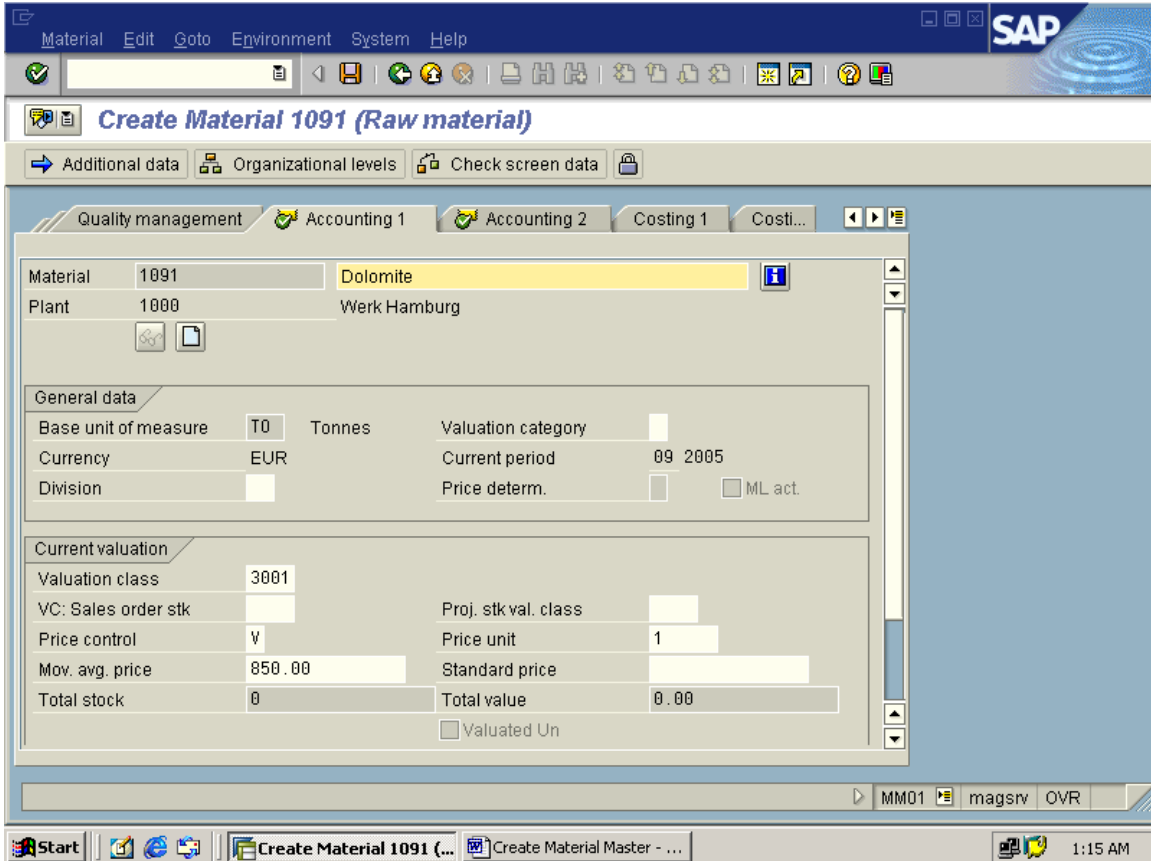 Material Edit Goto Environment System Help
SAP
Create Material 1091 (Raw material)
Additional data Organizational levels Check screen data
Quality management Accounting 1 Accounting 2 Costing 1 Costi...
Material 1091 Dolomite
Plant 1000 Werk Hamburg
General data
Base unit of measure TO Tonnes Valuation category
Currency EUR Current period 09 2005
Division Price determ. ML act.
Current valuation
Valuation class 3001
VC: Sales order stk Proj. stk val. class
Price control V Price unit 1
Mov. avg. price 850.00 Standard price
Total stock 0 Total value 0.00
Valuated Un
MM01 magsrv OVR
Start Create Material 1091 (... Create Material Master - ... 1:15 AM